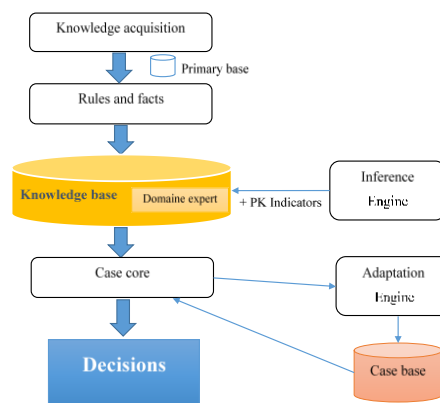 Knowledge acquisition
Primary base
Rules and facts
Knowledge base
Domaine expert
+ PK Indicators
Inference
Engine
Case core
Adaptation
Engine
Decisions
Case base